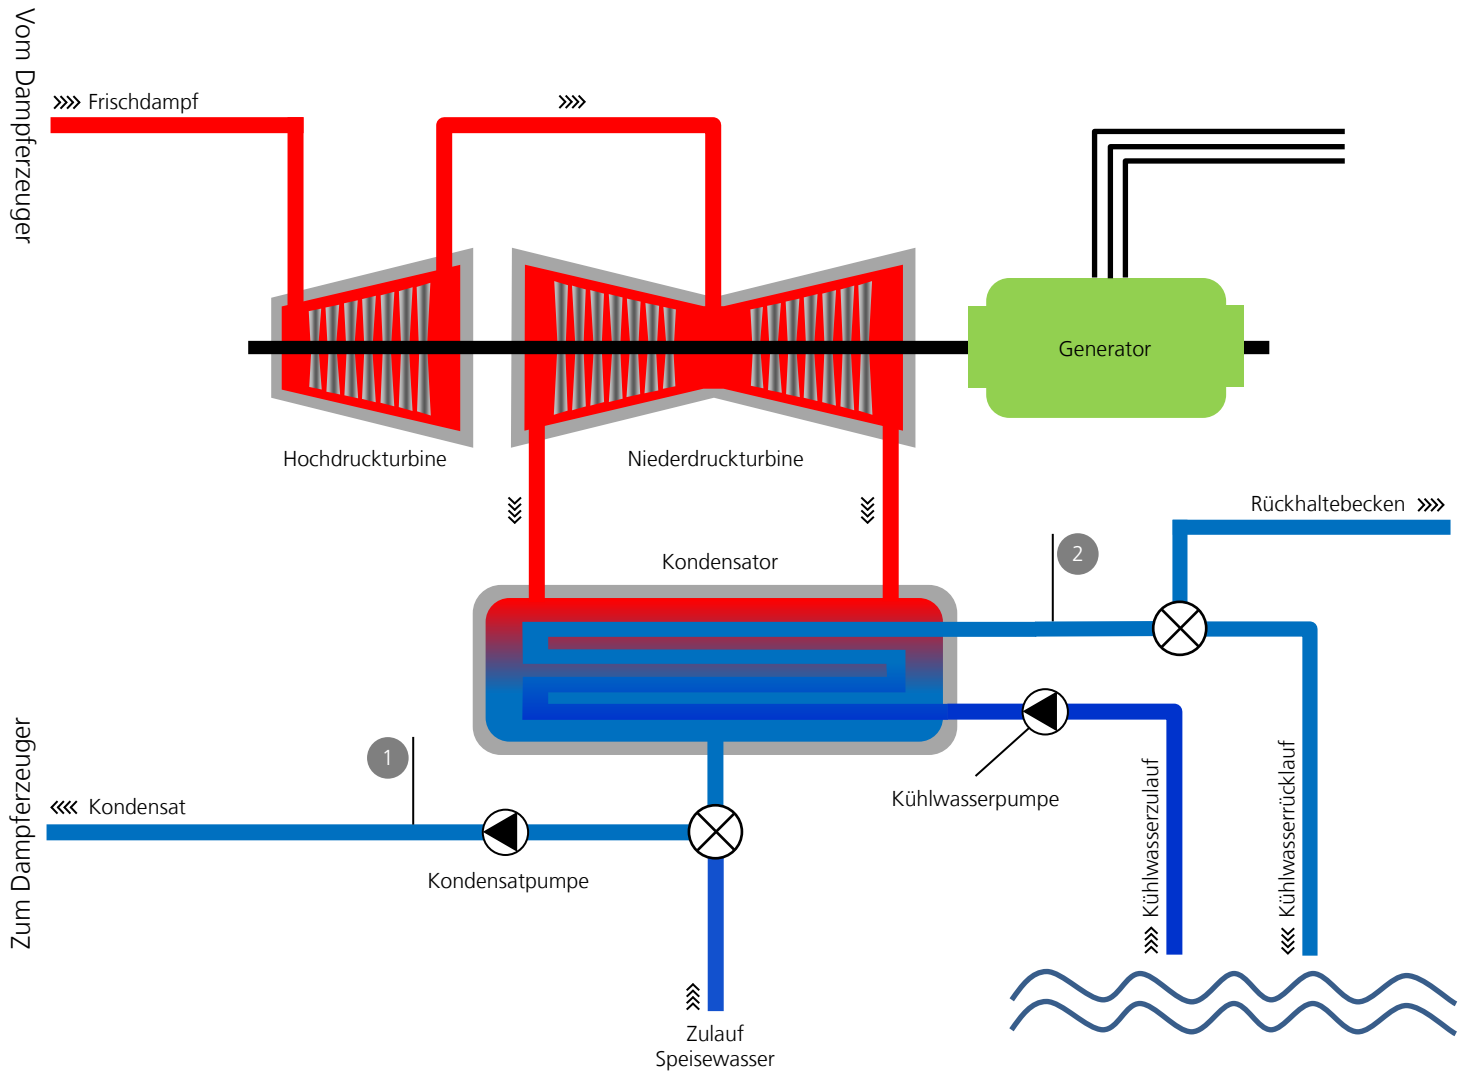 Vom Dampferzeuger
Frischdampf
Generator
Hochdruckturbine
Niederdruckturbine
Rückhaltebecken
Kondensator
2
Zum Dampferzeuger
1
Kondensat
Kühlwasserpumpe
Kühlwasserzulauf
Kühlwasserrücklauf
Kondensatpumpe
Zulauf
Speisewasser